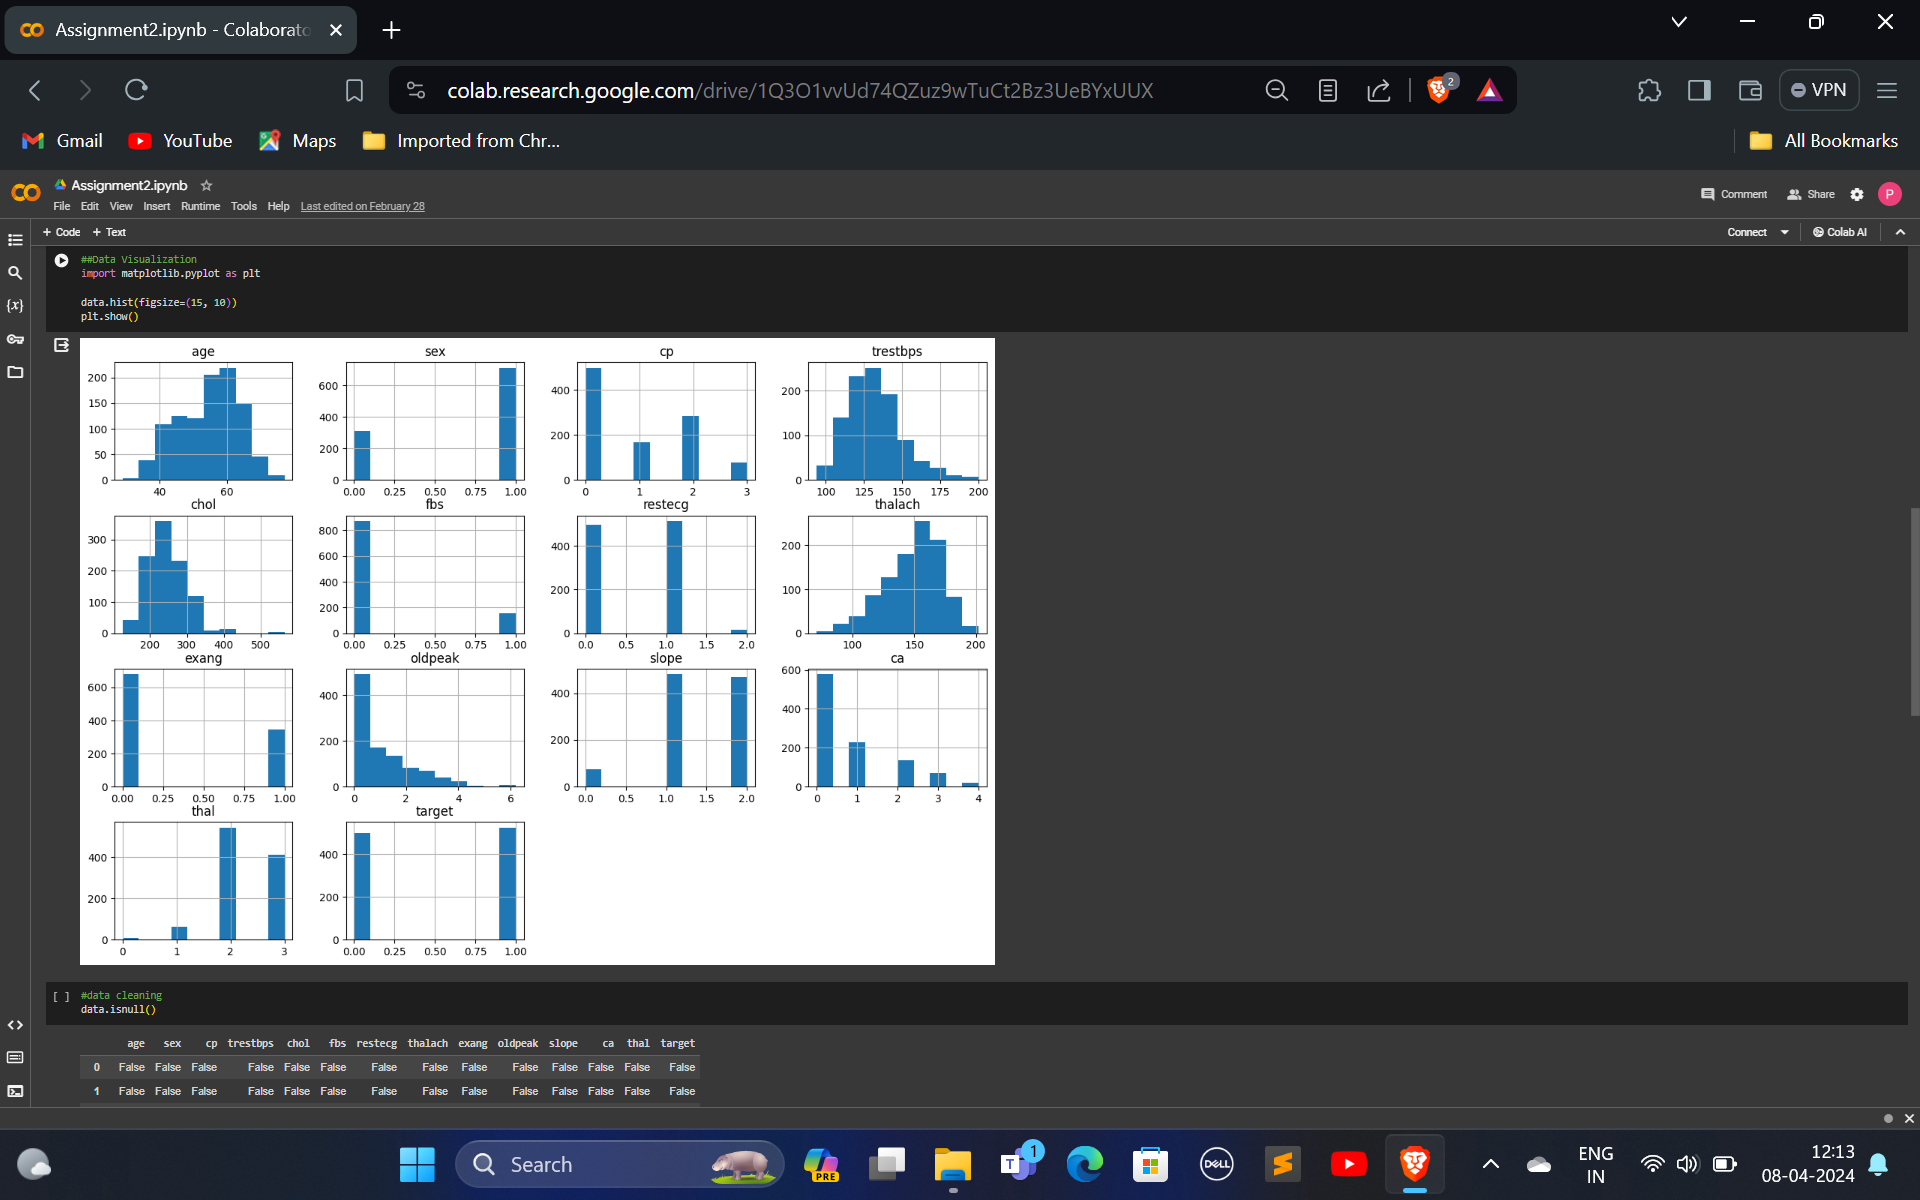 Assignment2.ipynb - Colaborato
colab.research.google.com/drive/1Q3O1vvUd74QZuz9wTuCt2Bz3UeBYxUUX
2
VPN
Gmail
YouTube
Maps
Imported from Chr...
All Bookmarks
Assignment2.ipynb
File Edit View Insert Runtime Tools Help Last edited on February 28
Comment
Share
P
+ Code + Text
Connect
Colab AI
##Data Visualization
import matplotlib.pyplot as plt
data.hist(figsize=(15, 10))
plt.show()
age
200
150
100
50
0
40 60
sex
600
400
200
0
0.00 0.25 0.50 0.75 1.00
cp
400
200
0
0 1 2 3
trestbps
200
100
0
100 125 150 175 200
chol
300
200
100
0
200 300 400 500
fbs
800
600
400
200
0
0.00 0.25 0.50 0.75 1.00
restecg
400
200
0
0.0 0.5 1.0 1.5 2.0
thalach
200
100
0
100 150 200
exang
600
400
200
0
0.00 0.25 0.50 0.75 1.00
oldpeak
400
200
0
0 2 4 6
slope
400
200
0
0.0 0.5 1.0 1.5 2.0
ca
600
400
200
0
0 1 2 3 4
thal
400
200
0
0 1 2 3
target
400
200
0
0.00 0.25 0.50 0.75 1.00
[ ] #data cleaning
data.isnull()
age sex cp trestbps chol fbs restecg thalach exang oldpeak slope ca thal target
0 False False False False False False False False False False False False False False
1 False False False False False False False False False False False False False False
Search
PRE
T
1
DELL
ENG
IN
12:13
08-04-2024